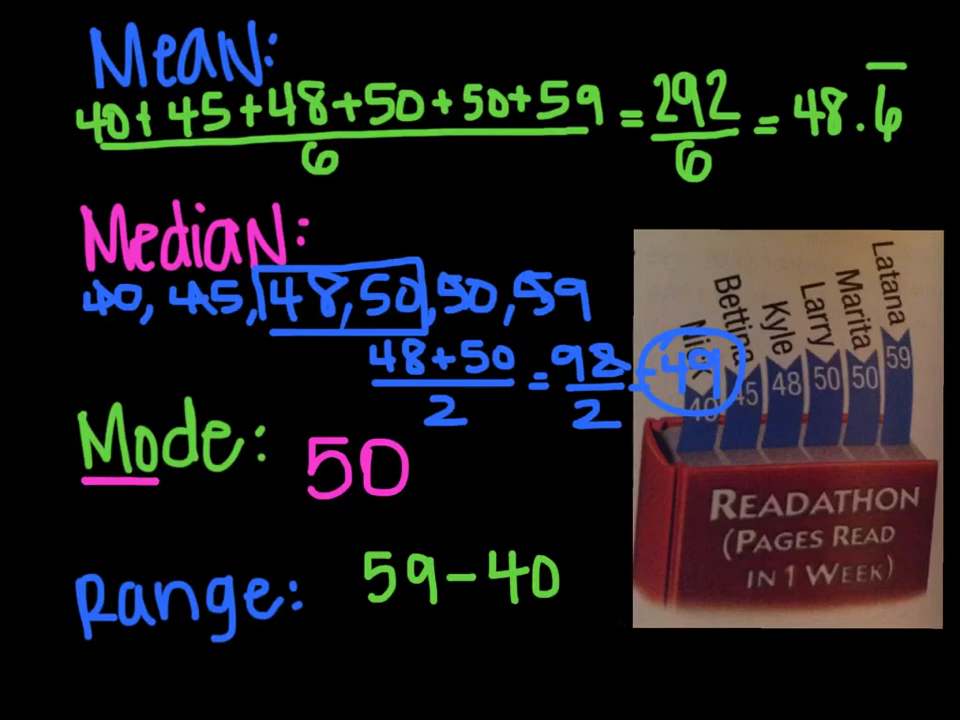 Mean:
40 + 45 + 48 + 50 + 50 + 59 / 6 = 292 / 6 = 48.6̅
Median:
40, 45, 48, 50, 50, 59
48 + 50 / 2 = 98 / 2 = 49
Mode: 50
Range: 59 - 40
Nick Bettina Kyle Larry Marita Latana
40 45 48 50 50 59
READATHON
(PAGES READ
IN 1 WEEK)